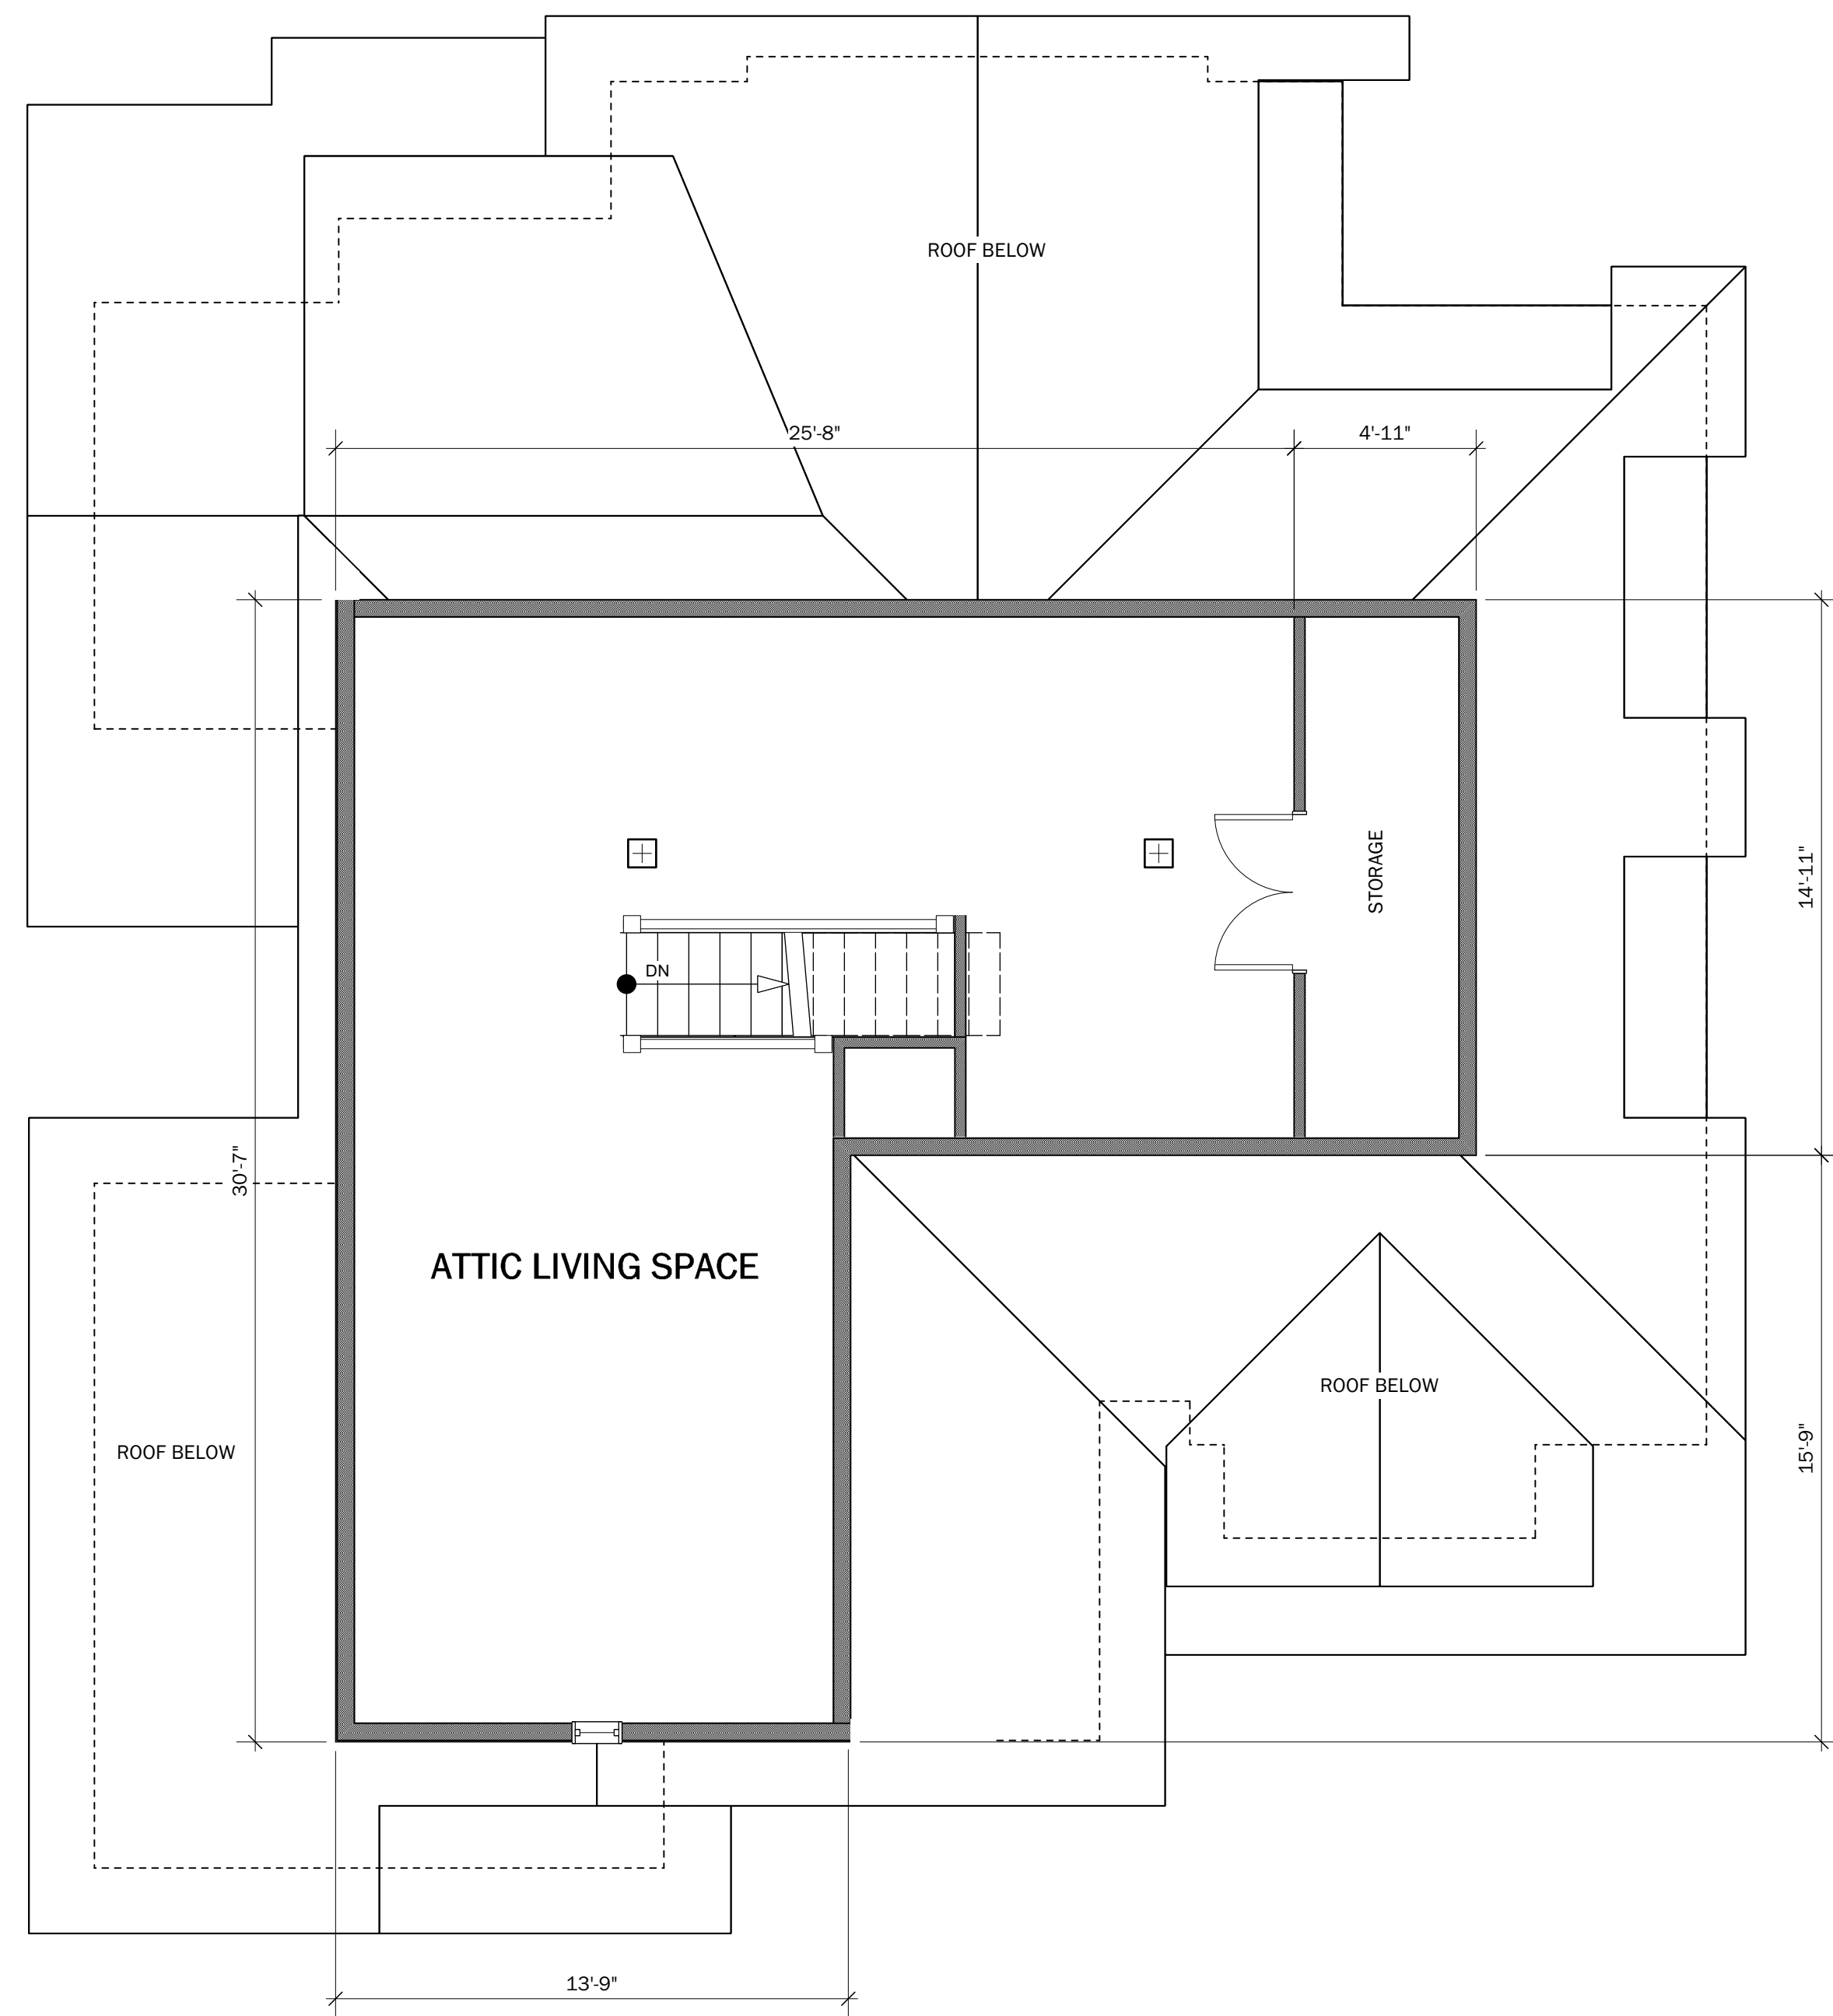 ROOF BELOW
25'-8"
4'-11"
STORAGE
14'-11"
DN
30'-7"
ATTIC LIVING SPACE
ROOF BELOW
ROOF BELOW
15'-9"
13'-9"